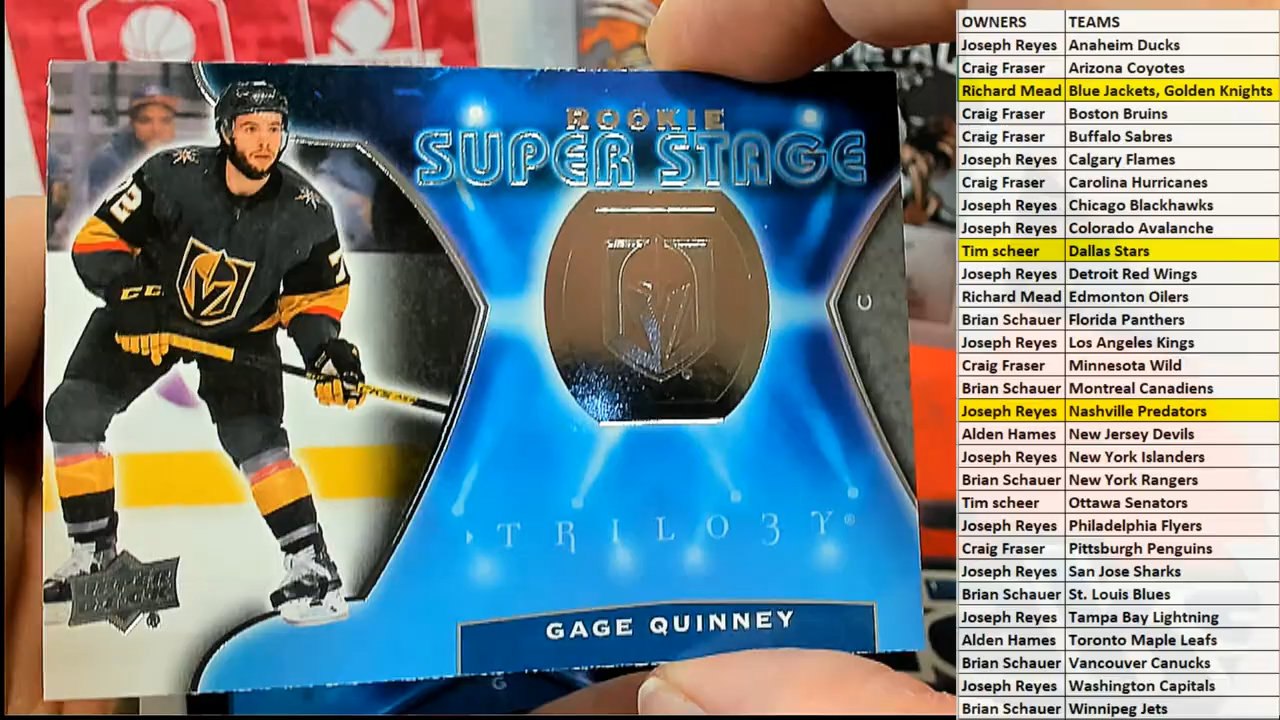 ROOKIE
SUPER STAGE
72
7
CCM
C
TRILO3Y®
UPPER DECK ®
GAGE QUINNEY
G
OWNERS TEAMS
Joseph Reyes Anaheim Ducks
Craig Fraser Arizona Coyotes
Richard Mead Blue Jackets, Golden Knights
Craig Fraser Boston Bruins
Craig Fraser Buffalo Sabres
Joseph Reyes Calgary Flames
Craig Fraser Carolina Hurricanes
Joseph Reyes Chicago Blackhawks
Joseph Reyes Colorado Avalanche
Tim scheer Dallas Stars
Joseph Reyes Detroit Red Wings
Richard Mead Edmonton Oilers
Brian Schauer Florida Panthers
Joseph Reyes Los Angeles Kings
Craig Fraser Minnesota Wild
Brian Schauer Montreal Canadiens
Joseph Reyes Nashville Predators
Alden Hames New Jersey Devils
Joseph Reyes New York Islanders
Brian Schauer New York Rangers
Tim scheer Ottawa Senators
Joseph Reyes Philadelphia Flyers
Craig Fraser Pittsburgh Penguins
Joseph Reyes San Jose Sharks
Brian Schauer St. Louis Blues
Joseph Reyes Tampa Bay Lightning
Alden Hames Toronto Maple Leafs
Brian Schauer Vancouver Canucks
Joseph Reyes Washington Capitals
Brian Schauer Winnipeg Jets